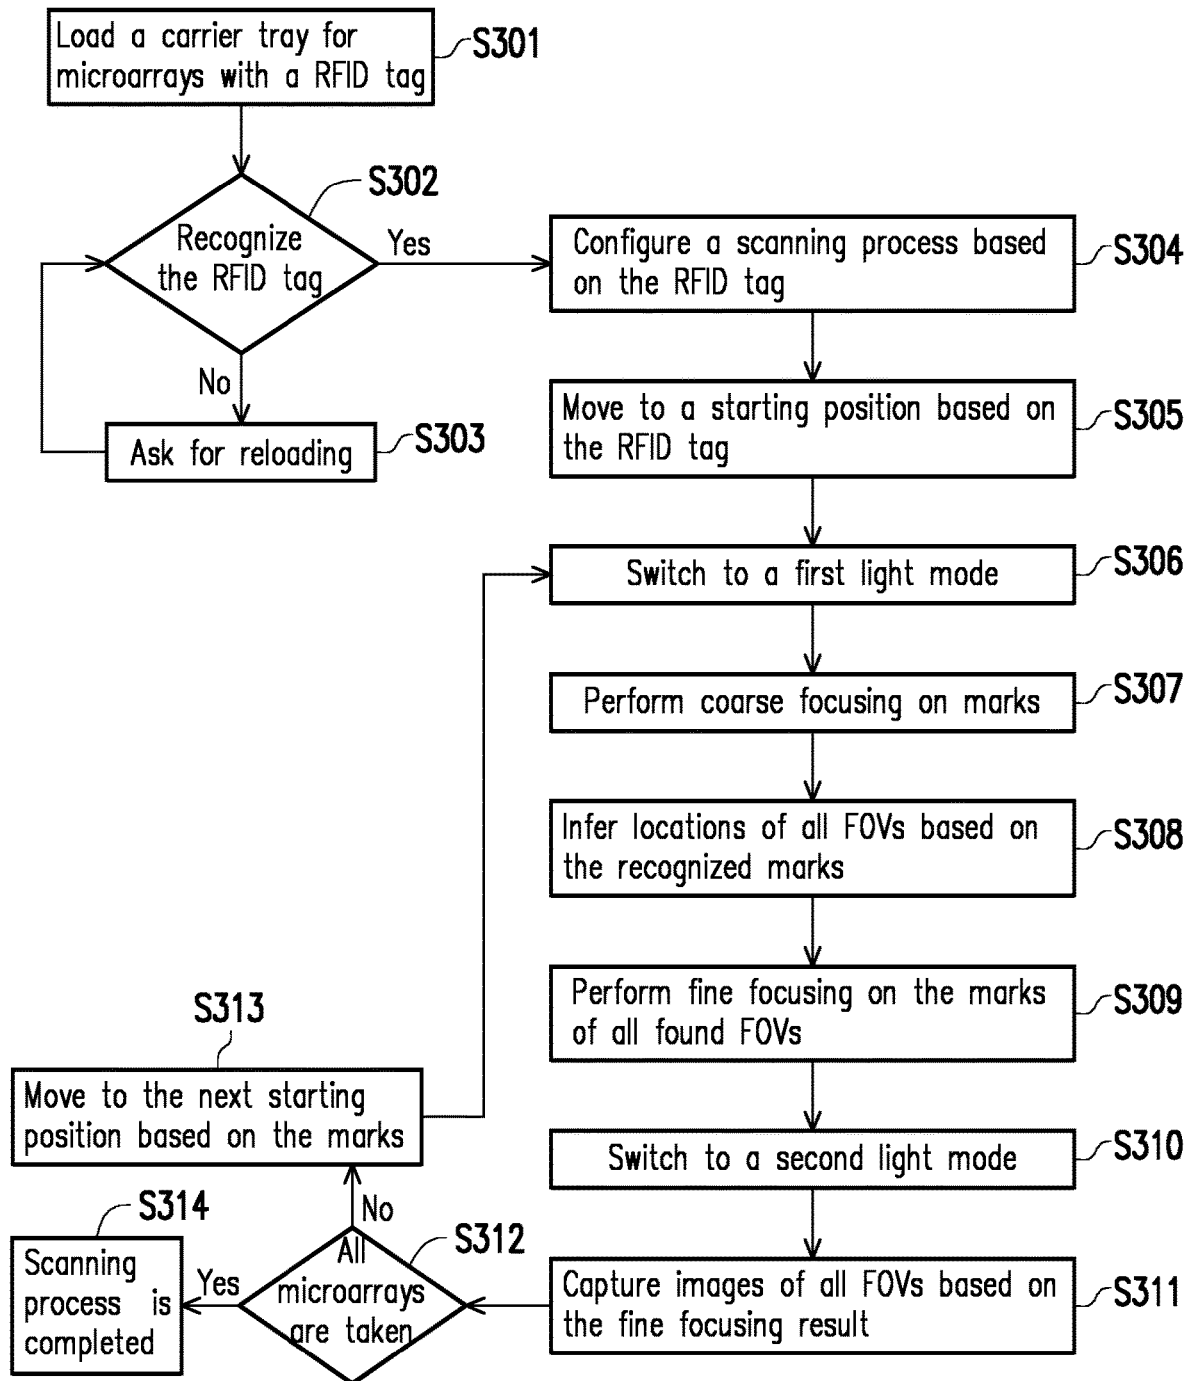 Load a carrier tray for
microarrays with a RFID tag
S301
S302
Recognize
the RFID tag
Yes
No
Ask for reloading
S303
Configure a scanning process based
on the RFID tag
S304
Move to a starting position based on
the RFID tag
S305
Switch to a first light mode
S306
Perform coarse focusing on marks
S307
Infer locations of all FOVs based on
the recognized marks
S308
Perform fine focusing on the marks
of all found FOVs
S309
Switch to a second light mode
S310
Capture images of all FOVs based on
the fine focusing result
S311
S312
All
microarrays
are taken
No
Yes
S313
Move to the next starting
position based on the marks
S314
Scanning
process is
completed